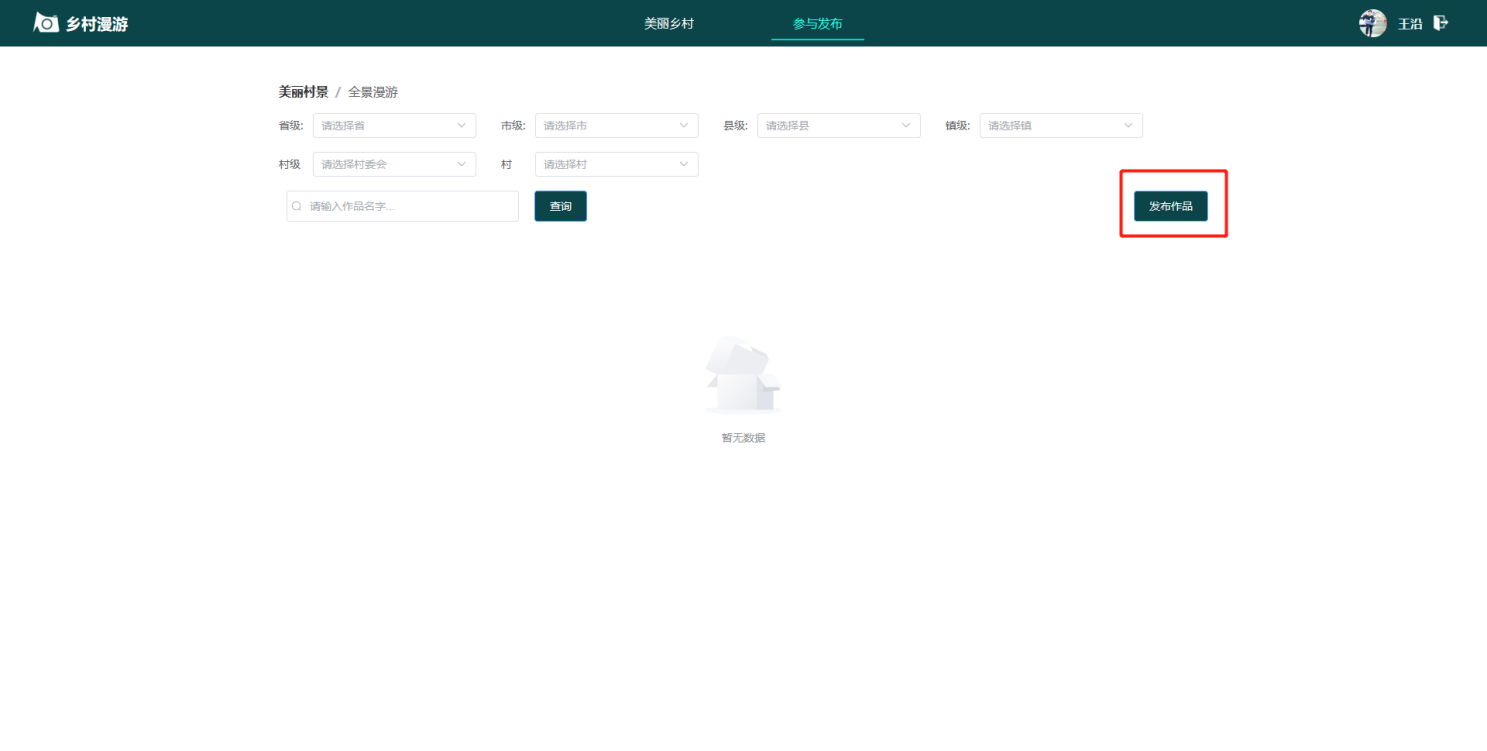 乡村漫游 美丽乡村 参与发布 王沿
美丽村景 / 全景漫游
省级: 请选择省 市级: 请选择市 县级: 请选择县 镇级: 请选择镇
村级 请选择村委会 村 请选择村
请输入作品名字... 查询 发布作品
暂无数据